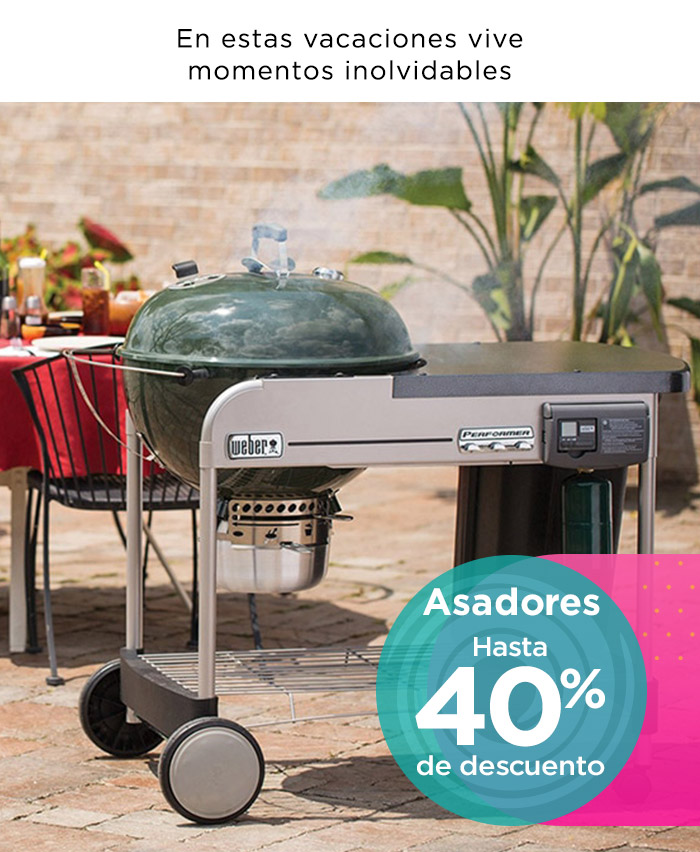 En estas vacaciones vive
momentos inolvidables
weber
PERFORMER
Asadores
Hasta
40%
de descuento